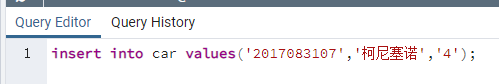 Query Editor Query History
1 insert into car values('2017083107','柯尼塞诺','4');